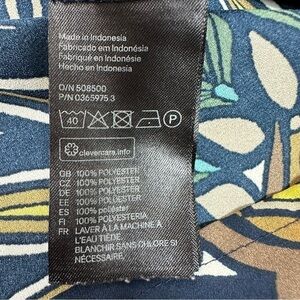 Made in Indonesia
Fabricado em Indonésia
Fabriqué en Indonésie
Hecho en Indonesia
O/N 508500
P/N 0365975.3
40 P
clevercare.info
GB 100% POLYESTER
CZ 100% POLYESTER
DE 100% POLYESTER
EE 100% POLÜESTER
ES 100% poliéster
FI 100% POLYESTERIA
FR LAVER À LA MACHINE À
L'EAU TIÈDE.
BLANCHIR SANS CHLORE SI
NÉCESSAIRE.